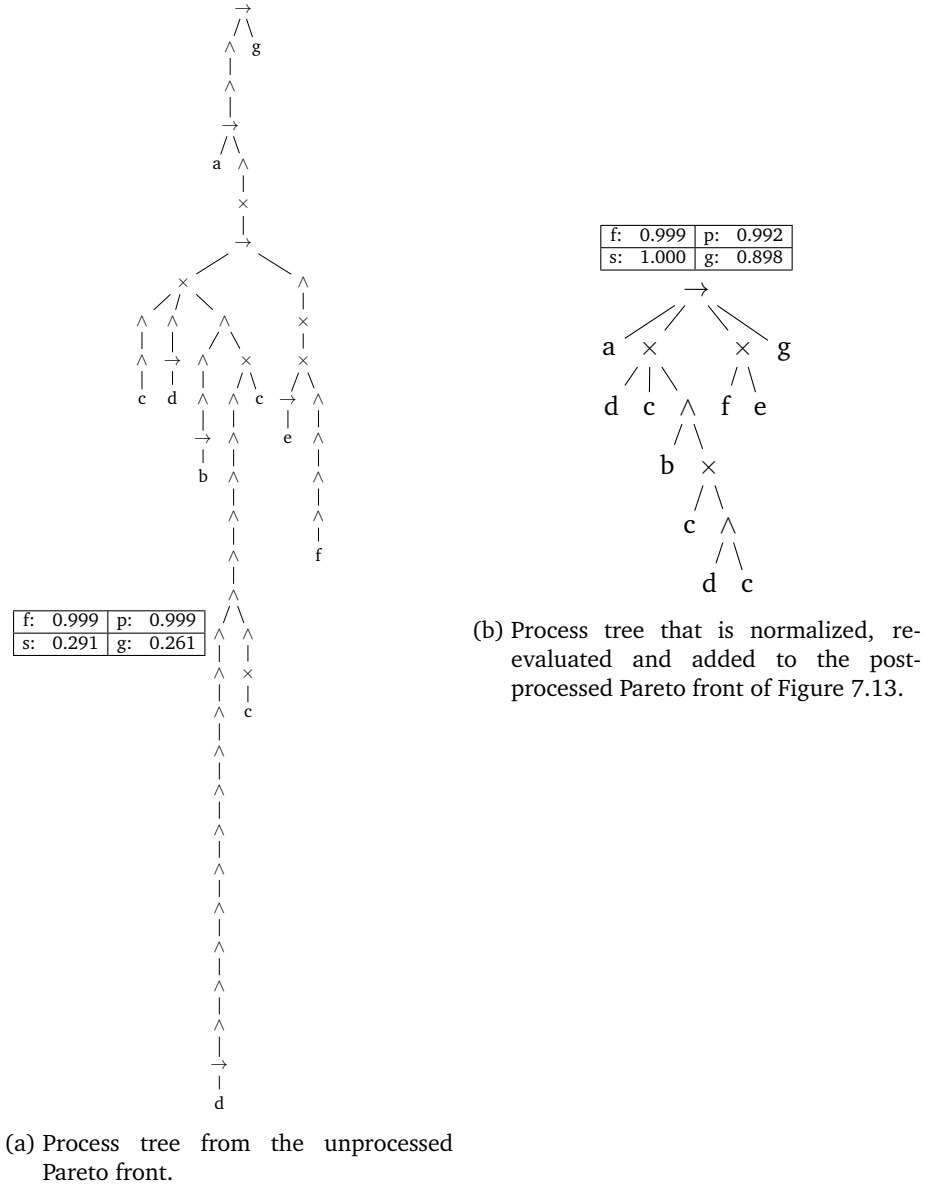 →
∧ g
∧
→
a ∧
×
→
× ∧
∧ ∧ ∧ ×
∧ → ∧ × ×
c d ∧ ∧ c → ∧
→ ∧ e ∧
b ∧ ∧
∧ ∧
∧ f
∧
f: 0.999 p: 0.999
s: 0.291 g: 0.261
∧ ∧
∧ ×
∧ c
∧
∧
∧
∧
∧
∧
∧
∧
→
d
(a) Process tree from the unprocessed
Pareto front.
f: 0.999 p: 0.992
s: 1.000 g: 0.898
→
a × × g
d c ∧ f e
b ×
c ∧
d c
(b) Process tree that is normalized, re-
evaluated and added to the post-
processed Pareto front of Figure 7.13.